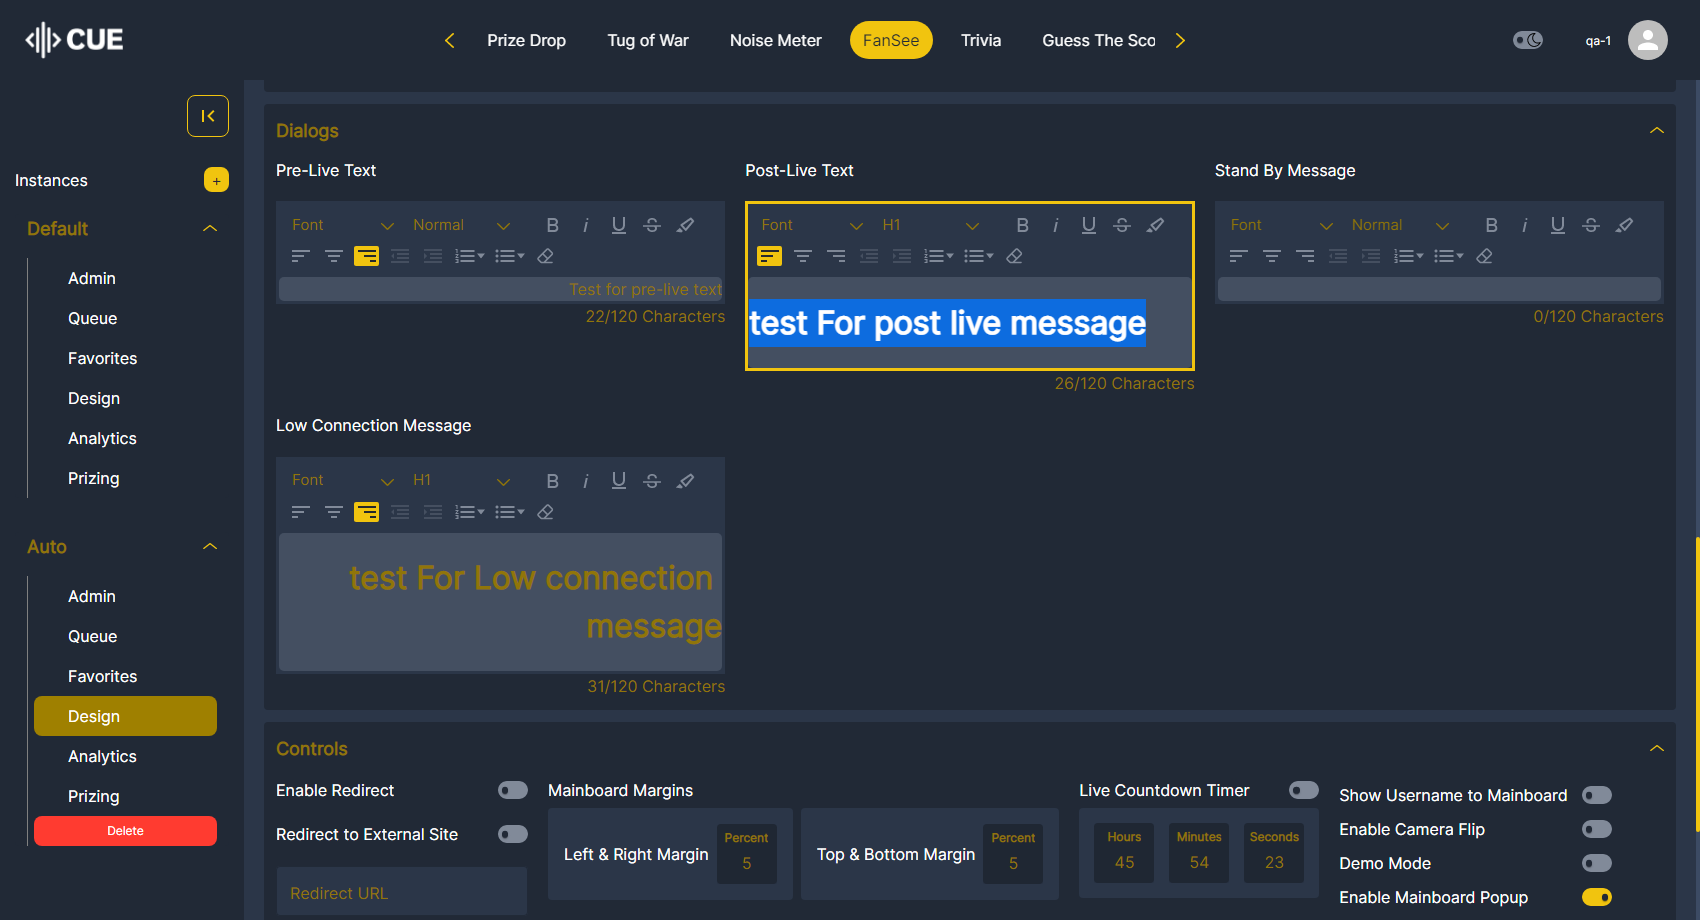 CUE
Prize Drop
Tug of War
Noise Meter
FanSee
Trivia
Guess The Sco
qa-1
Instances
+
Default
Admin
Queue
Favorites
Design
Analytics
Prizing
Auto
Admin
Queue
Favorites
Design
Analytics
Prizing
Delete
Dialogs
Pre-Live Text
Font
Normal
B i U S
Test for pre-live text
22/120 Characters
Post-Live Text
Font
H1
B i U S
test For post live message
26/120 Characters
Stand By Message
Font
Normal
B i U S
0/120 Characters
Low Connection Message
Font
H1
B i U S
test For Low connection
message
31/120 Characters
Controls
Enable Redirect
Redirect to External Site
Redirect URL
Mainboard Margins
Left & Right Margin
Percent
5
Top & Bottom Margin
Percent
5
Live Countdown Timer
Hours
45
Minutes
54
Seconds
23
Show Username to Mainboard
Enable Camera Flip
Demo Mode
Enable Mainboard Popup